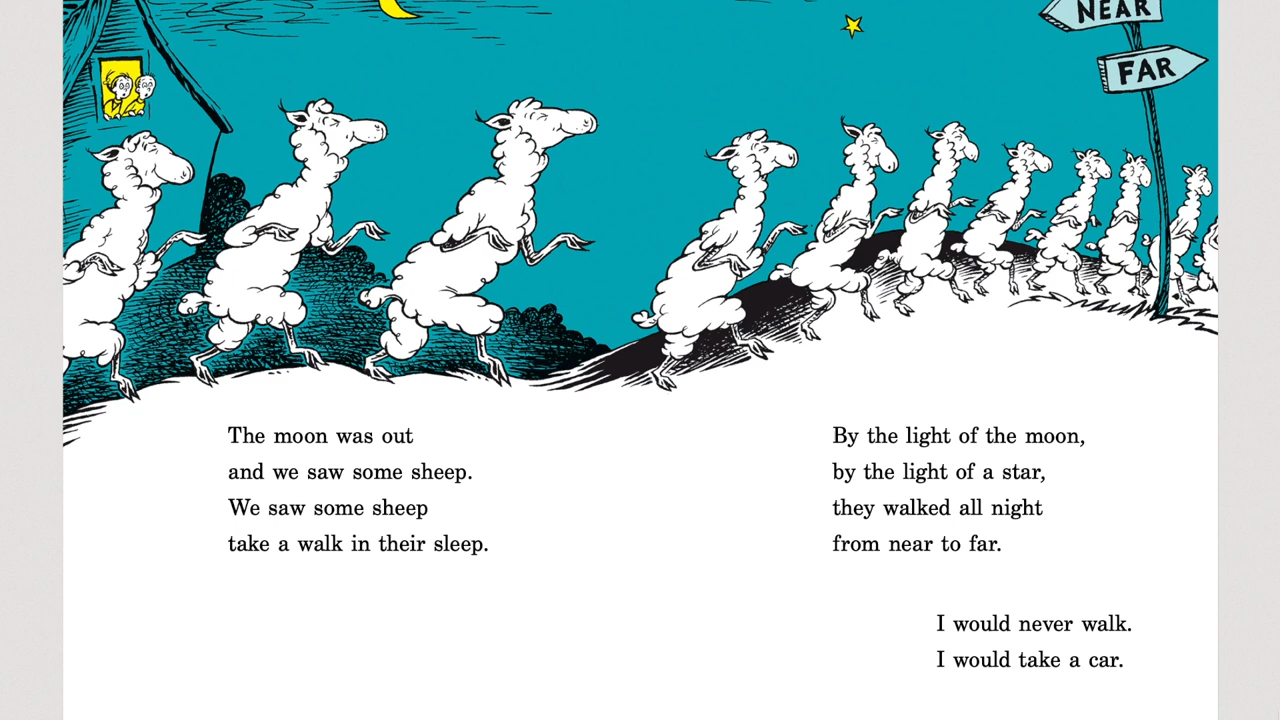 NEAR
FAR
The moon was out
and we saw some sheep.
We saw some sheep
take a walk in their sleep.
By the light of the moon,
by the light of a star,
they walked all night
from near to far.
I would never walk.
I would take a car.